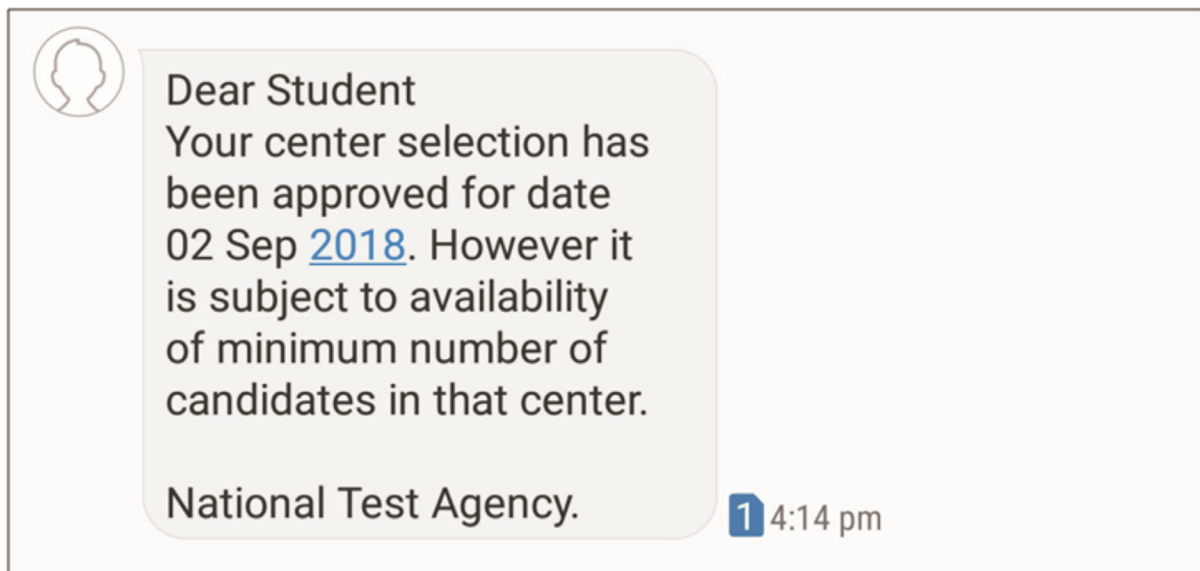 Dear Student
Your center selection has
been approved for date
02 Sep 2018. However it
is subject to availability
of minimum number of
candidates in that center.
National Test Agency.
1 4:14 pm